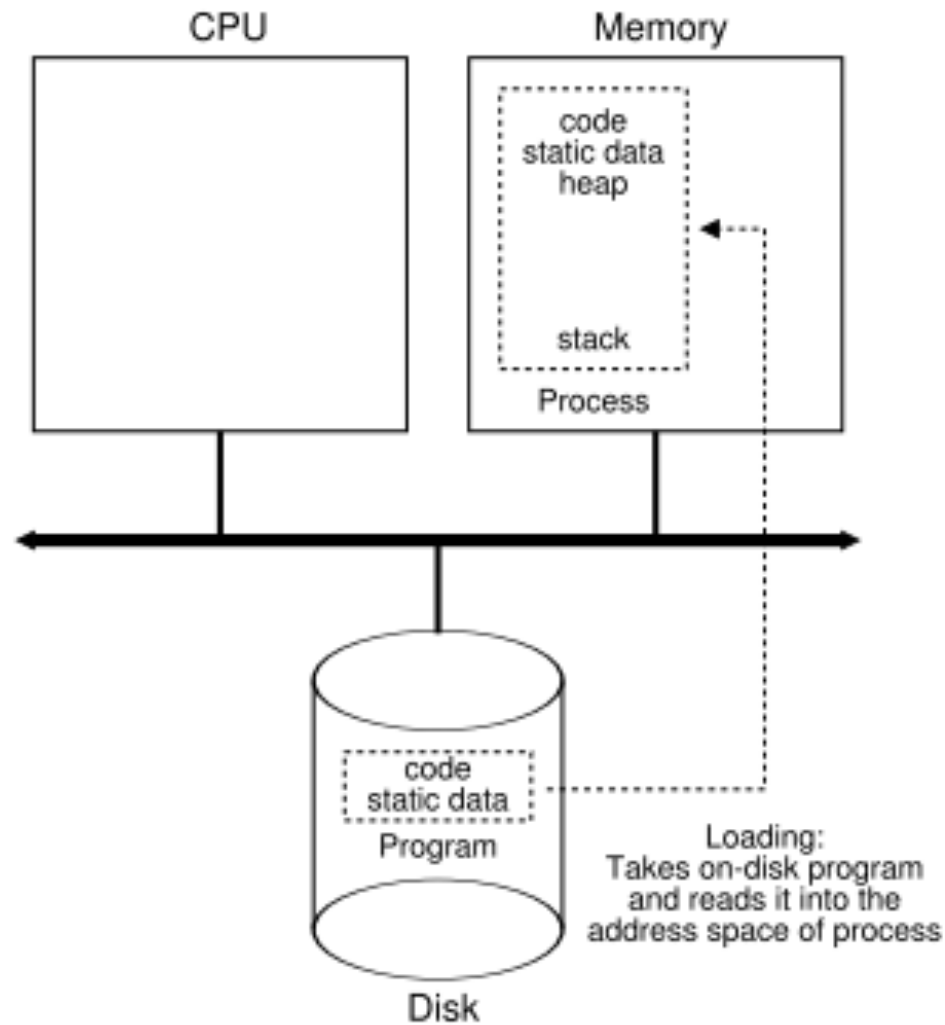 CPU
Memory
code
static data
heap
stack
Process
code
static data
Program
Loading:
Takes on-disk program
and reads it into the
address space of process
Disk